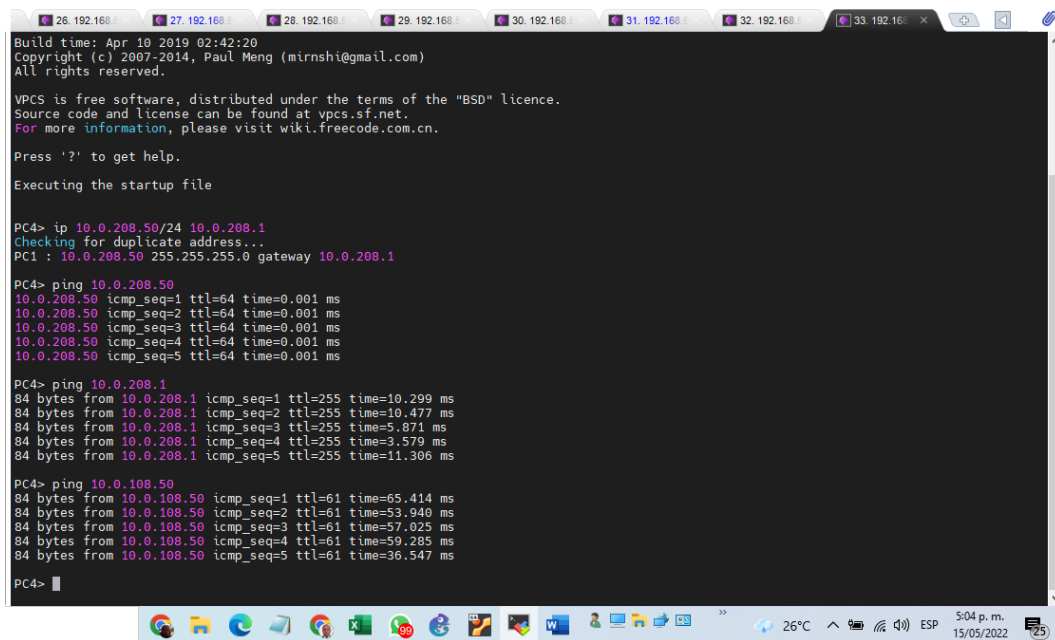 26. 192.168. 27. 192.168. 28. 192.168. 29. 192.168. 30. 192.168. 31. 192.168. 32. 192.168. 33. 192.16
Build time: Apr 10 2019 02:42:20
Copyright (c) 2007-2014, Paul Meng (mirnshi@gmail.com)
All rights reserved.
VPCS is free software, distributed under the terms of the "BSD" licence.
Source code and license can be found at vpcs.sf.net.
For more information, please visit wiki.freecode.com.cn.
Press '?' to get help.
Executing the startup file
PC4> ip 10.0.208.50/24 10.0.208.1
Checking for duplicate address...
PC1 : 10.0.208.50 255.255.255.0 gateway 10.0.208.1
PC4> ping 10.0.208.50
10.0.208.50 icmp_seq=1 ttl=64 time=0.001 ms
10.0.208.50 icmp_seq=2 ttl=64 time=0.001 ms
10.0.208.50 icmp_seq=3 ttl=64 time=0.001 ms
10.0.208.50 icmp_seq=4 ttl=64 time=0.001 ms
10.0.208.50 icmp_seq=5 ttl=64 time=0.001 ms
PC4> ping 10.0.208.1
84 bytes from 10.0.208.1 icmp_seq=1 ttl=255 time=10.299 ms
84 bytes from 10.0.208.1 icmp_seq=2 ttl=255 time=10.477 ms
84 bytes from 10.0.208.1 icmp_seq=3 ttl=255 time=5.871 ms
84 bytes from 10.0.208.1 icmp_seq=4 ttl=255 time=3.579 ms
84 bytes from 10.0.208.1 icmp_seq=5 ttl=255 time=11.306 ms
PC4> ping 10.0.108.50
84 bytes from 10.0.108.50 icmp_seq=1 ttl=61 time=65.414 ms
84 bytes from 10.0.108.50 icmp_seq=2 ttl=61 time=53.940 ms
84 bytes from 10.0.108.50 icmp_seq=3 ttl=61 time=57.025 ms
84 bytes from 10.0.108.50 icmp_seq=4 ttl=61 time=59.285 ms
84 bytes from 10.0.108.50 icmp_seq=5 ttl=61 time=36.547 ms
PC4>
99 26°C ESP 5:04 p. m.
15/05/2022 25